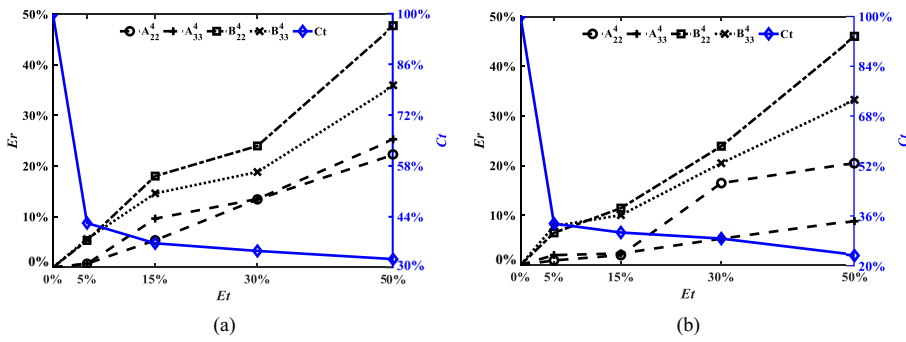 50%
40%
30%
20%
10%
0%
Er
A⁴₂₂ A⁴₃₃ B⁴₂₂ B⁴₃₃ Ct
100%
86%
72%
58%
44%
30%
Ct
0% 5% 15% 30% 50%
Et
(a)
50%
40%
30%
20%
10%
0%
Er
A⁴₂₂ A⁴₃₃ B⁴₂₂ B⁴₃₃ Ct
100%
84%
68%
52%
36%
20%
Ct
0% 5% 15% 30% 50%
Et
(b)